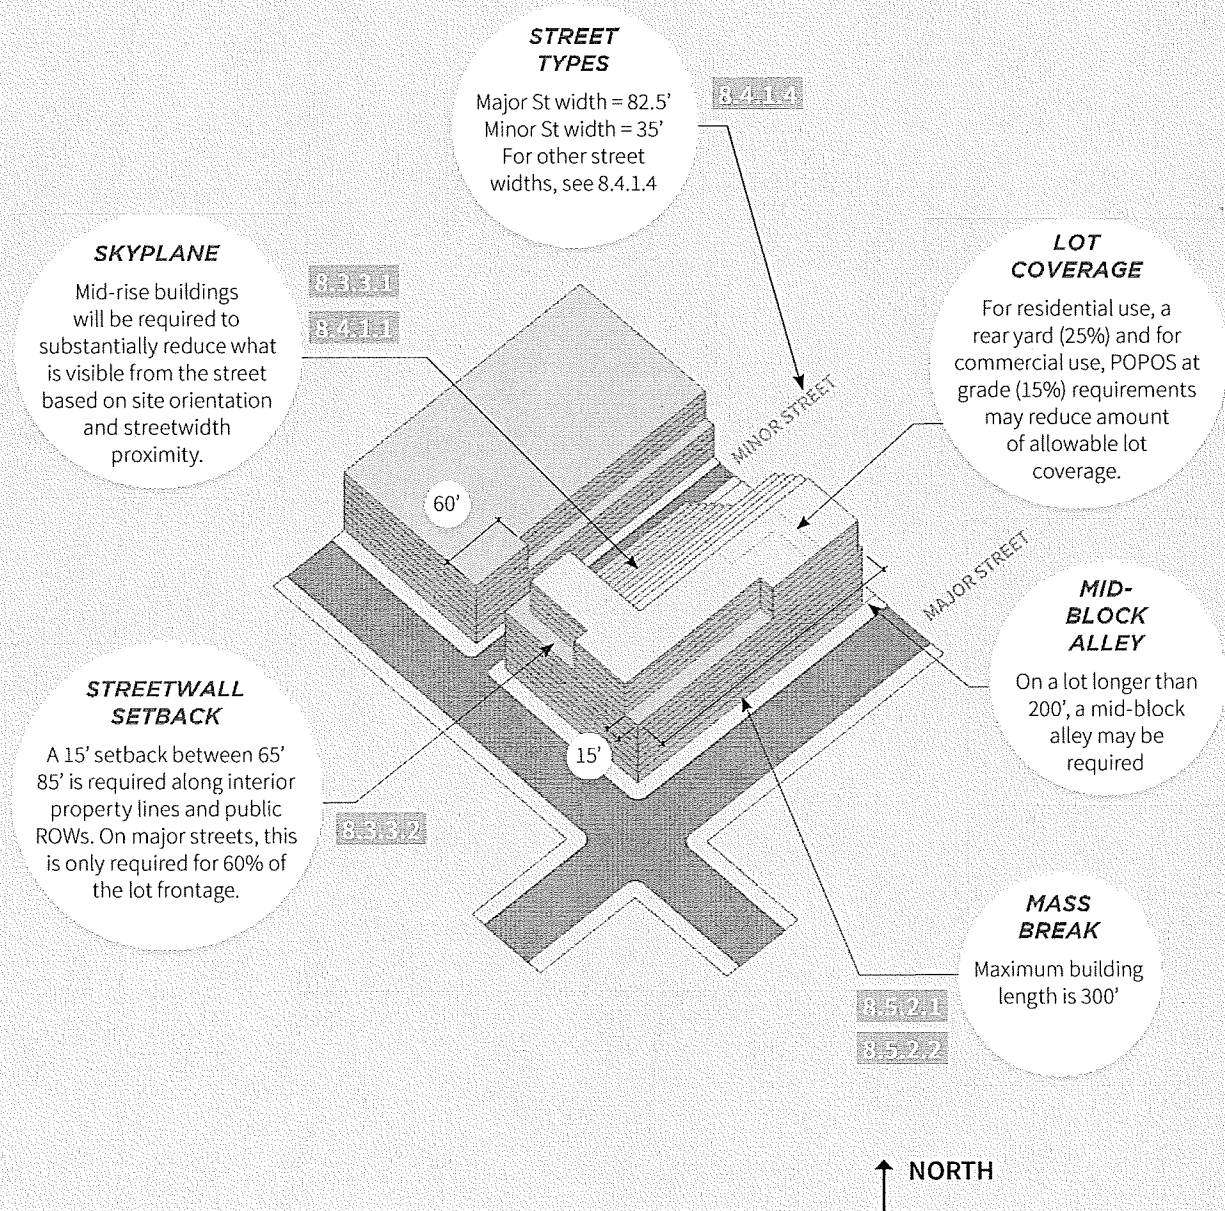 STREET
TYPES
Major St width = 82.5’
Minor St width = 35’
For other street
widths, see 8.4.1.4
8.4.1.4
SKYPLANE
Mid-rise buildings
will be required to
substantially reduce what
is visible from the street
based on site orientation
and streetwidth
proximity.
8.3.3.1
8.4.1.1
LOT
COVERAGE
For residential use, a
rear yard (25%) and for
commercial use, POPOS at
grade (15%) requirements
may reduce amount
of allowable lot
coverage.
MINOR STREET
60’
MAJOR STREET
MID-
BLOCK
ALLEY
On a lot longer than
200’, a mid-block
alley may be
required
STREETWALL
SETBACK
A 15’ setback between 65’
85’ is required along interior
property lines and public
ROWs. On major streets, this
is only required for 60% of
the lot frontage.
8.3.3.2
15’
MASS
BREAK
Maximum building
length is 300’
8.5.2.1
8.5.2.2
NORTH